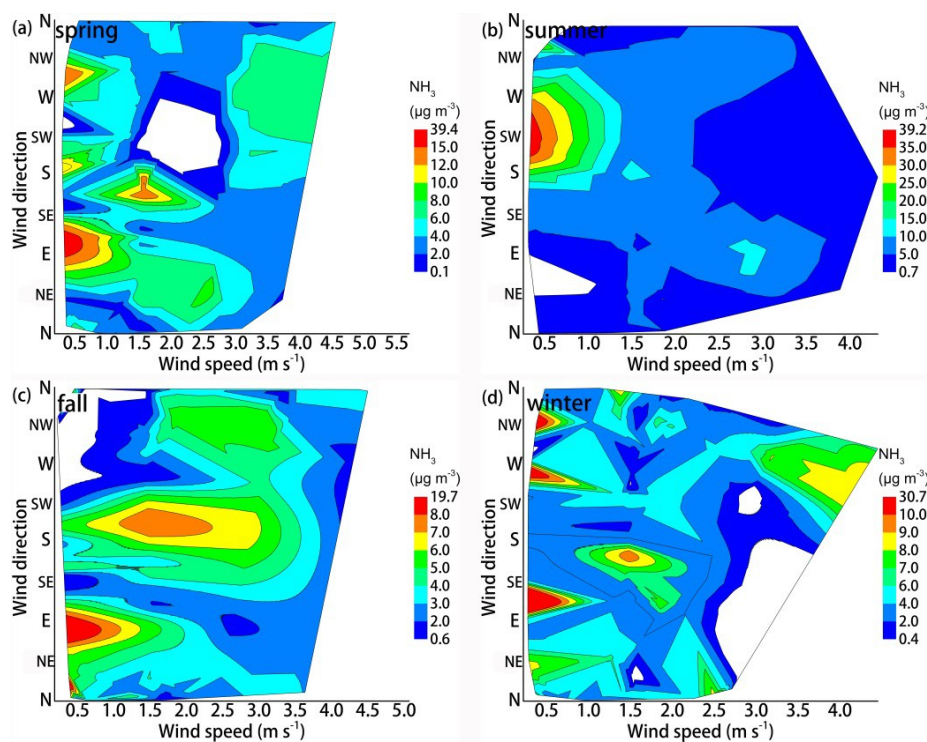 (a) spring
N
NW
W
SW
S
SE
E
NE
N
Wind direction
0.5 1.0 1.5 2.0 2.5 3.0 3.5 4.0 4.5 5.0 5.5
Wind speed (m s⁻¹)
NH₃
(µg m⁻³)
39.4
15.0
12.0
10.0
8.0
6.0
4.0
2.0
0.1
(b) summer
N
NW
W
SW
S
SE
E
NE
N
Wind direction
0.5 1.0 1.5 2.0 2.5 3.0 3.5 4.0
Wind speed (m s⁻¹)
NH₃
(µg m⁻³)
39.2
35.0
30.0
25.0
20.0
15.0
10.0
5.0
0.7
(c) fall
N
NW
W
SW
S
SE
E
NE
N
Wind direction
0.5 1.0 1.5 2.0 2.5 3.0 3.5 4.0 4.5 5.0
Wind speed (m s⁻¹)
NH₃
(µg m⁻³)
19.7
8.0
7.0
6.0
5.0
4.0
3.0
2.0
0.6
(d) winter
N
NW
W
SW
S
SE
E
NE
N
Wind direction
0.5 1.0 1.5 2.0 2.5 3.0 3.5 4.0
Wind speed (m s⁻¹)
NH₃
(µg m⁻³)
30.7
10.0
9.0
8.0
7.0
6.0
4.0
2.0
0.4